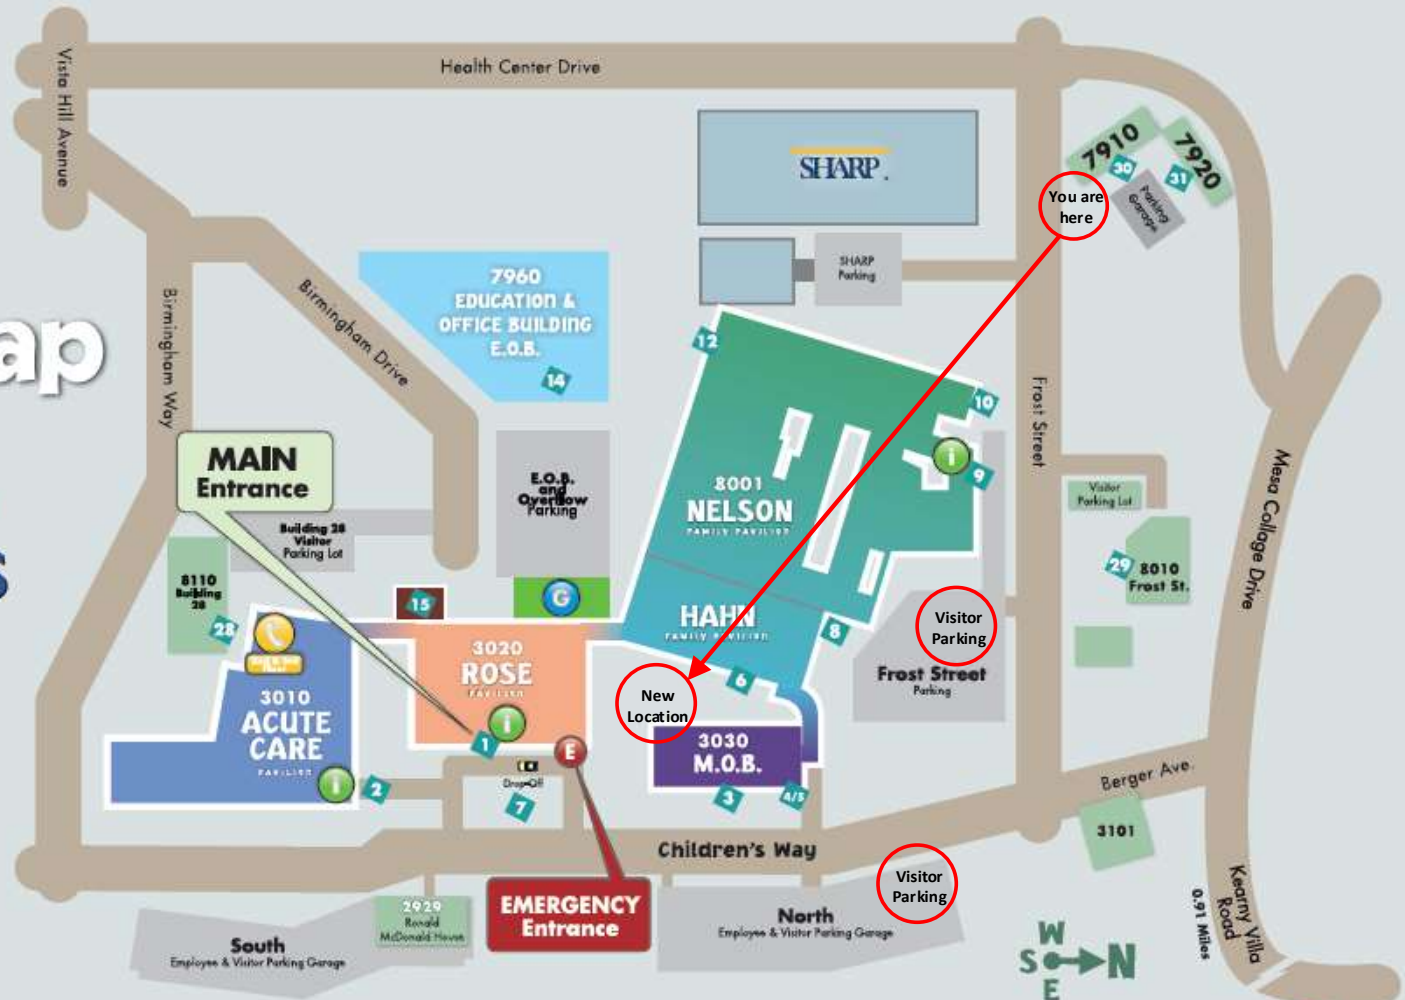 Vista Hill Avenue
Health Center Drive
SHARP
7910
30
7920
31
Parking
Garage
You are
here
SHARP
Parking
7960
EDUCATION &
OFFICE BUILDING
E.O.B.
14
Birmingham Way
Birmingham Drive
ap
s
12
10
9
i
Frost Street
Mesa Collage Drive
MAIN
Entrance
E.O.B.
and
Overflow
Parking
8001
NELSON
FAMILY PAVILION
Visitor
Parking Lot
Building 28
Visitor
Parking Lot
8110
Building
28
28
29
8010
Frost St.
15
G
HAHN
FAMILY PAVILION
8
6
Visitor
Parking
Frost Street
Parking
3020
ROSE
PAVILION
i
1
3010
ACUTE
CARE
PAVILION
i
2
E
Drop-Off
7
New
Location
3030
M.O.B.
3
4/5
Berger Ave.
3101
Children's Way
Visitor
Parking
EMERGENCY
Entrance
2929
Ronald
McDonald House
South
Employee & Visitor Parking Garage
North
Employee & Visitor Parking Garage
W
S
N
E
Kearny Villa
Road
0.91 Miles